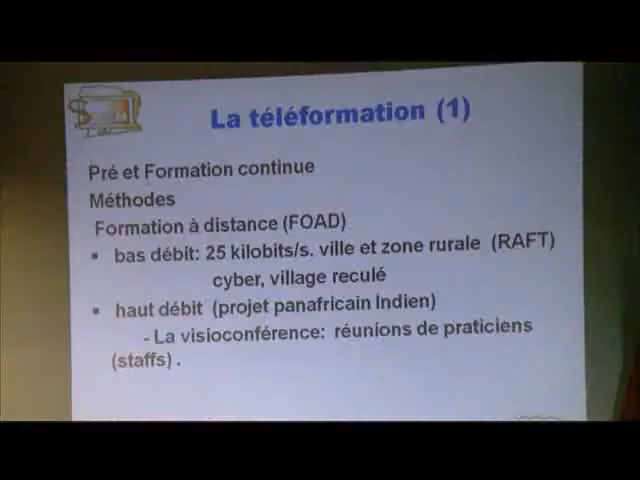 La téléformation (1)
Pré et Formation continue
Méthodes
Formation à distance (FOAD)
▪ bas débit: 25 kilobits/s. ville et zone rurale (RAFT)
cyber, village reculé
▪ haut débit (projet panafricain Indien)
- La visioconférence: réunions de praticiens
(staffs) .